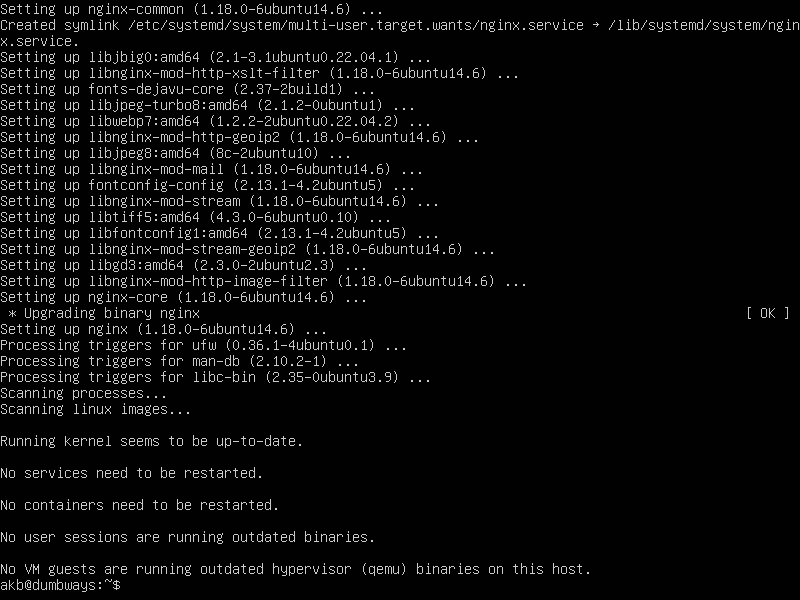 Setting up nginx-common (1.18.0-6ubuntu14.6) ...
Created symlink /etc/systemd/system/multi-user.target.wants/nginx.service → /lib/systemd/system/ngin
x.service.
Setting up libjbig0:amd64 (2.1-3.1ubuntu0.22.04.1) ...
Setting up libnginx-mod-http-xslt-filter (1.18.0-6ubuntu14.6) ...
Setting up fonts-dejavu-core (2.37-2build1) ...
Setting up libjpeg-turbo8:amd64 (2.1.2-0ubuntu1) ...
Setting up libwebp7:amd64 (1.2.2-2ubuntu0.22.04.2) ...
Setting up libnginx-mod-http-geoip2 (1.18.0-6ubuntu14.6) ...
Setting up libjpeg8:amd64 (8c-2ubuntu10) ...
Setting up libnginx-mod-mail (1.18.0-6ubuntu14.6) ...
Setting up fontconfig-config (2.13.1-4.2ubuntu5) ...
Setting up libnginx-mod-stream (1.18.0-6ubuntu14.6) ...
Setting up libtiff5:amd64 (4.3.0-6ubuntu0.10) ...
Setting up libfontconfig1:amd64 (2.13.1-4.2ubuntu5) ...
Setting up libnginx-mod-stream-geoip2 (1.18.0-6ubuntu14.6) ...
Setting up libgd3:amd64 (2.3.0-2ubuntu2.3) ...
Setting up libnginx-mod-http-image-filter (1.18.0-6ubuntu14.6) ...
Setting up nginx-core (1.18.0-6ubuntu14.6) ...
 * Upgrading binary nginx [ OK ]
Setting up nginx (1.18.0-6ubuntu14.6) ...
Processing triggers for ufw (0.36.1-4ubuntu0.1) ...
Processing triggers for man-db (2.10.2-1) ...
Processing triggers for libc-bin (2.35-0ubuntu3.9) ...
Scanning processes...
Scanning linux images...
Running kernel seems to be up-to-date.
No services need to be restarted.
No containers need to be restarted.
No user sessions are running outdated binaries.
No VM guests are running outdated hypervisor (qemu) binaries on this host.
akb@dumbways:~$